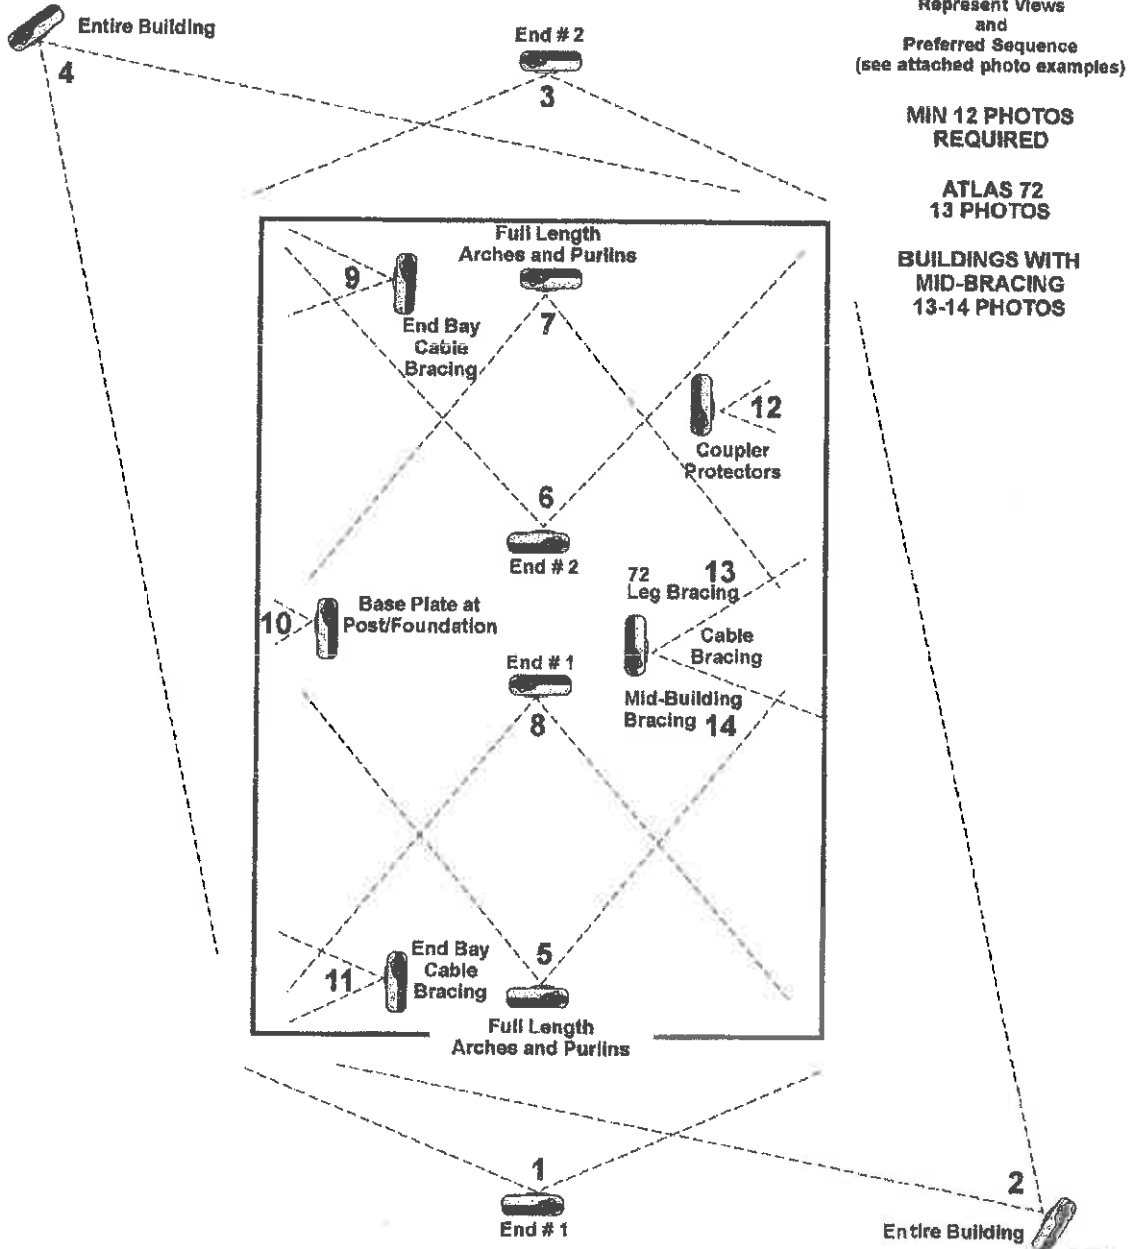 Represent Views
and
Preferred Sequence
(see attached photo examples)
MIN 12 PHOTOS
REQUIRED
ATLAS 72
13 PHOTOS
BUILDINGS WITH
MID-BRACING
13-14 PHOTOS
Entire Building
4
End # 2
3
Full Length
Arches and Purlins
7
9
End Bay
Cable
Bracing
12
Coupler
Protectors
6
End # 2
72
Leg Bracing
13
10
Base Plate at
Post/Foundation
Cable
Bracing
End # 1
8
Mid-Building
Bracing
14
5
11
End Bay
Cable
Bracing
Full Length
Arches and Purlins
1
End # 1
2
Entire Building